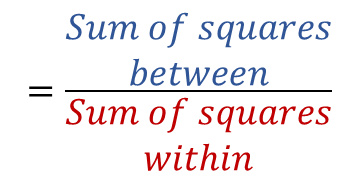 Sum of squares
between
=
Sum of squares
within